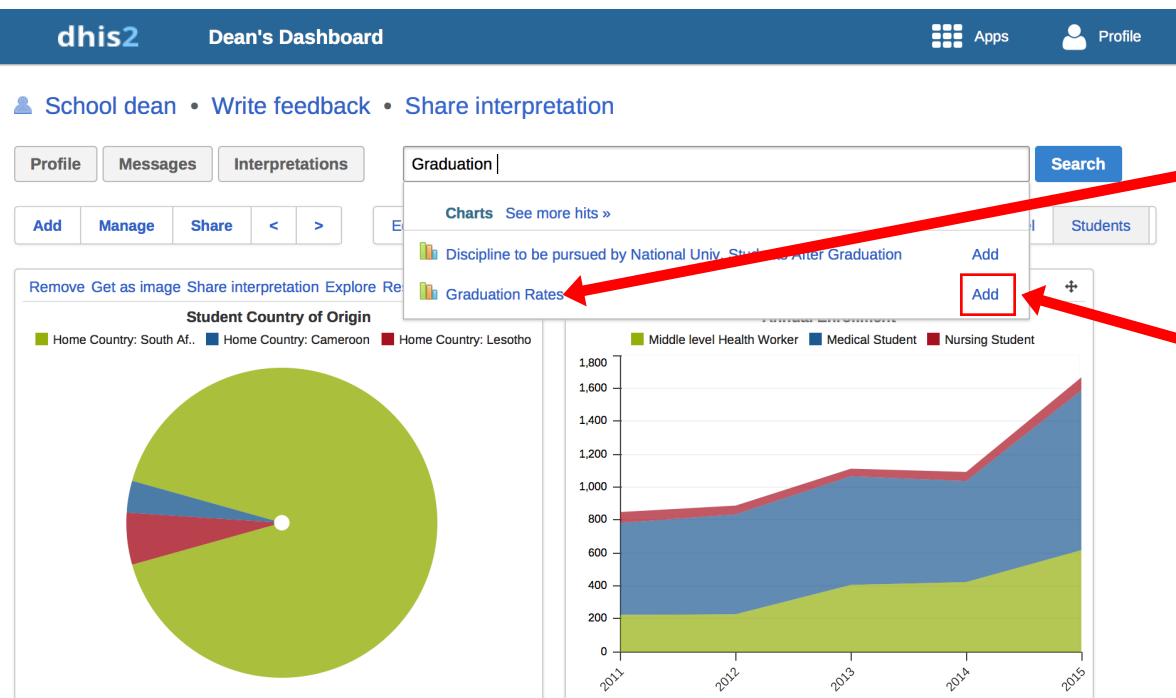 dhis2 Dean's Dashboard Apps Profile
School dean • Write feedback • Share interpretation
Profile Messages Interpretations Graduation Search
Charts See more hits »
Add Manage Share < > Students
Discipline to be pursued by National Univ. Students After Graduation Add
Graduation Rates Add
Remove Get as image Share interpretation Explore
Student Country of Origin
Home Country: South Af.. Home Country: Cameroon Home Country: Lesotho
Annual Enrollment
Middle level Health Worker Medical Student Nursing Student
1,800
1,600
1,400
1,200
1,000
800
600
400
200
0
2011 2012 2013 2014 2015